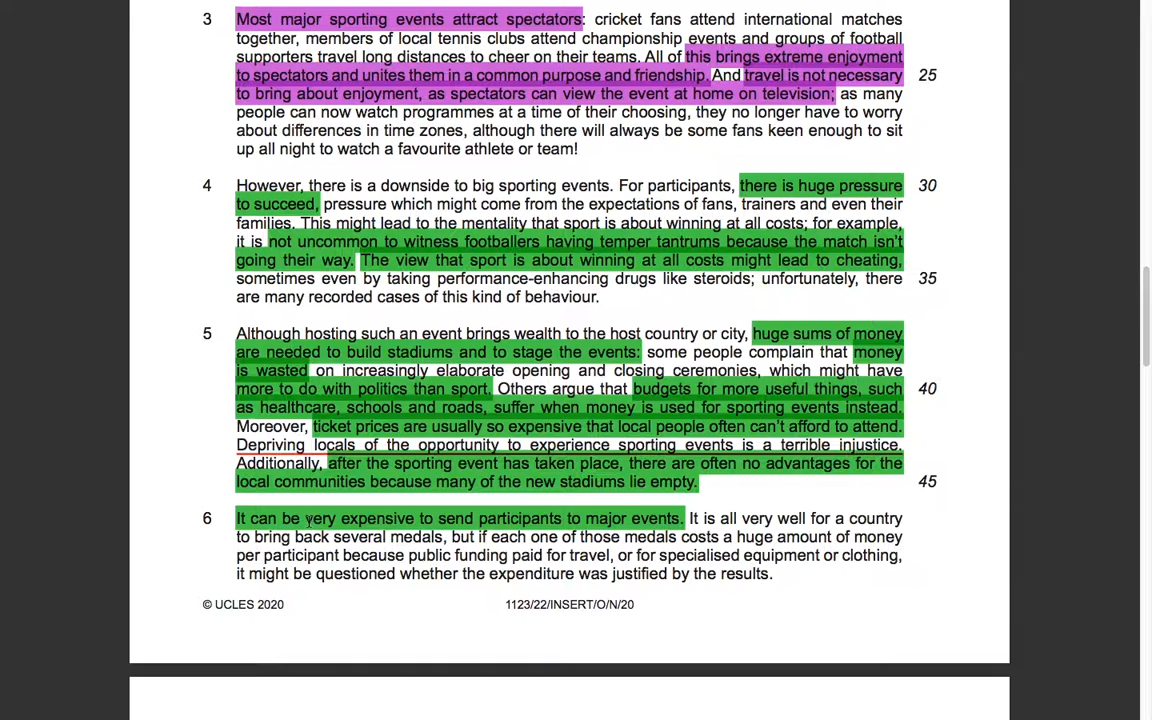 3 Most major sporting events attract spectators: cricket fans attend international matches
together, members of local tennis clubs attend championship events and groups of football
supporters travel long distances to cheer on their teams. All of this brings extreme enjoyment
to spectators and unites them in a common purpose and friendship. And travel is not necessary 25
to bring about enjoyment, as spectators can view the event at home on television; as many
people can now watch programmes at a time of their choosing, they no longer have to worry
about differences in time zones, although there will always be some fans keen enough to sit
up all night to watch a favourite athlete or team!
4 However, there is a downside to big sporting events. For participants, there is huge pressure 30
to succeed, pressure which might come from the expectations of fans, trainers and even their
families. This might lead to the mentality that sport is about winning at all costs; for example,
it is not uncommon to witness footballers having temper tantrums because the match isn't
going their way. The view that sport is about winning at all costs might lead to cheating,
sometimes even by taking performance-enhancing drugs like steroids; unfortunately, there 35
are many recorded cases of this kind of behaviour.
5 Although hosting such an event brings wealth to the host country or city, huge sums of money
are needed to build stadiums and to stage the events: some people complain that money
is wasted on increasingly elaborate opening and closing ceremonies, which might have
more to do with politics than sport. Others argue that budgets for more useful things, such 40
as healthcare, schools and roads, suffer when money is used for sporting events instead.
Moreover, ticket prices are usually so expensive that local people often can't afford to attend.
Depriving locals of the opportunity to experience sporting events is a terrible injustice.
Additionally, after the sporting event has taken place, there are often no advantages for the
local communities because many of the new stadiums lie empty. 45
6 It can be very expensive to send participants to major events. It is all very well for a country
to bring back several medals, but if each one of those medals costs a huge amount of money
per participant because public funding paid for travel, or for specialised equipment or clothing,
it might be questioned whether the expenditure was justified by the results.
© UCLES 2020 1123/22/INSERT/O/N/20